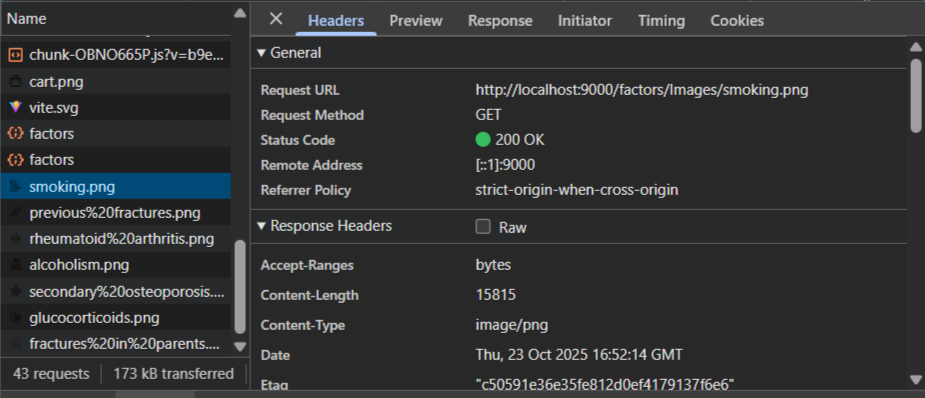 Name
chunk-OBNO665P.js?v=b9e...
cart.png
vite.svg
factors
factors
smoking.png
previous%20fractures.png
rheumatoid%20arthritis.png
alcoholism.png
secondary%20osteoporosis....
glucocorticoids.png
fractures%20in%20parents....
43 requests 173 kB transferred
Headers Preview Response Initiator Timing Cookies
General
Request URL http://localhost:9000/factors/Images/smoking.png
Request Method GET
Status Code 200 OK
Remote Address [::1]:9000
Referrer Policy strict-origin-when-cross-origin
Response Headers Raw
Accept-Ranges bytes
Content-Length 15815
Content-Type image/png
Date Thu, 23 Oct 2025 16:52:14 GMT
Etag "c50591e36e35fe812d0ef4179137f6e6"